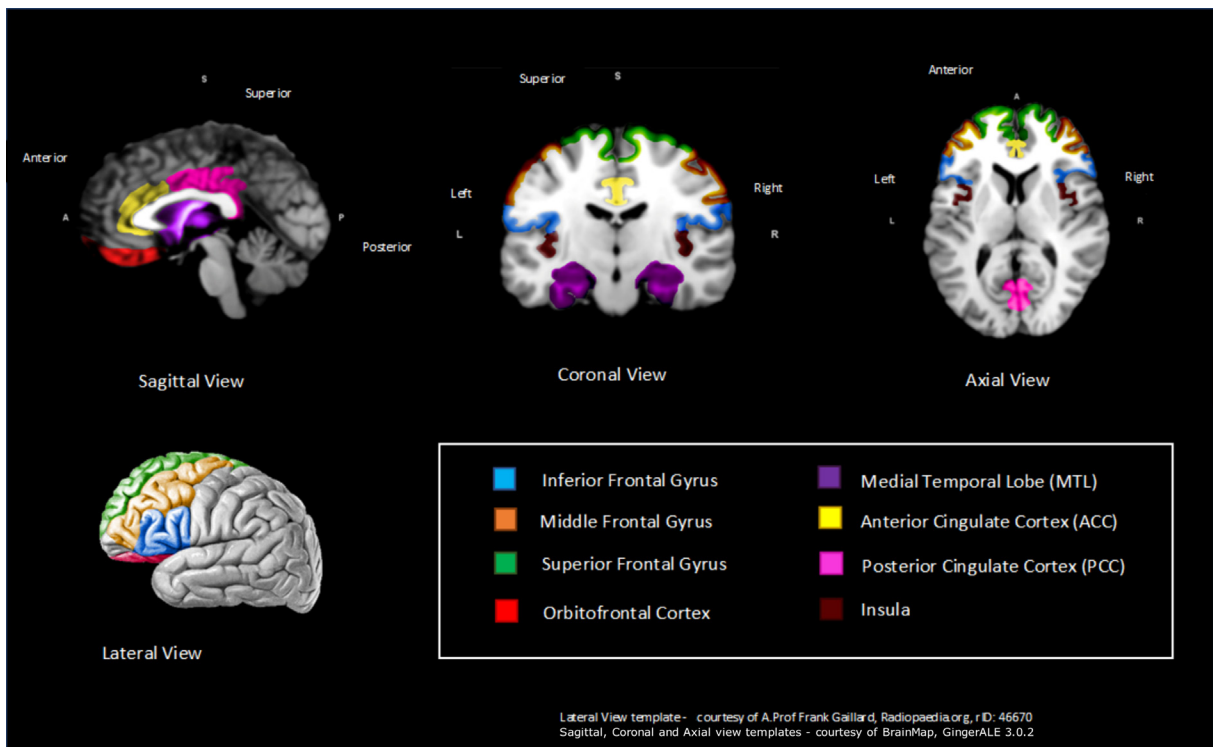 S
Superior
Anterior
A
P
Posterior
Sagittal View
Superior
S
Left
Right
L
R
Coronal View
Anterior
A
Left
Right
L
R
Axial View
Lateral View
Inferior Frontal Gyrus
Middle Frontal Gyrus
Superior Frontal Gyrus
Orbitofrontal Cortex
Medial Temporal Lobe (MTL)
Anterior Cingulate Cortex (ACC)
Posterior Cingulate Cortex (PCC)
Insula
Lateral View template - courtesy of A.Prof Frank Gaillard, Radiopaedia.org, rID: 46670
Sagittal, Coronal and Axial view templates - courtesy of BrainMap, GingerALE 3.0.2